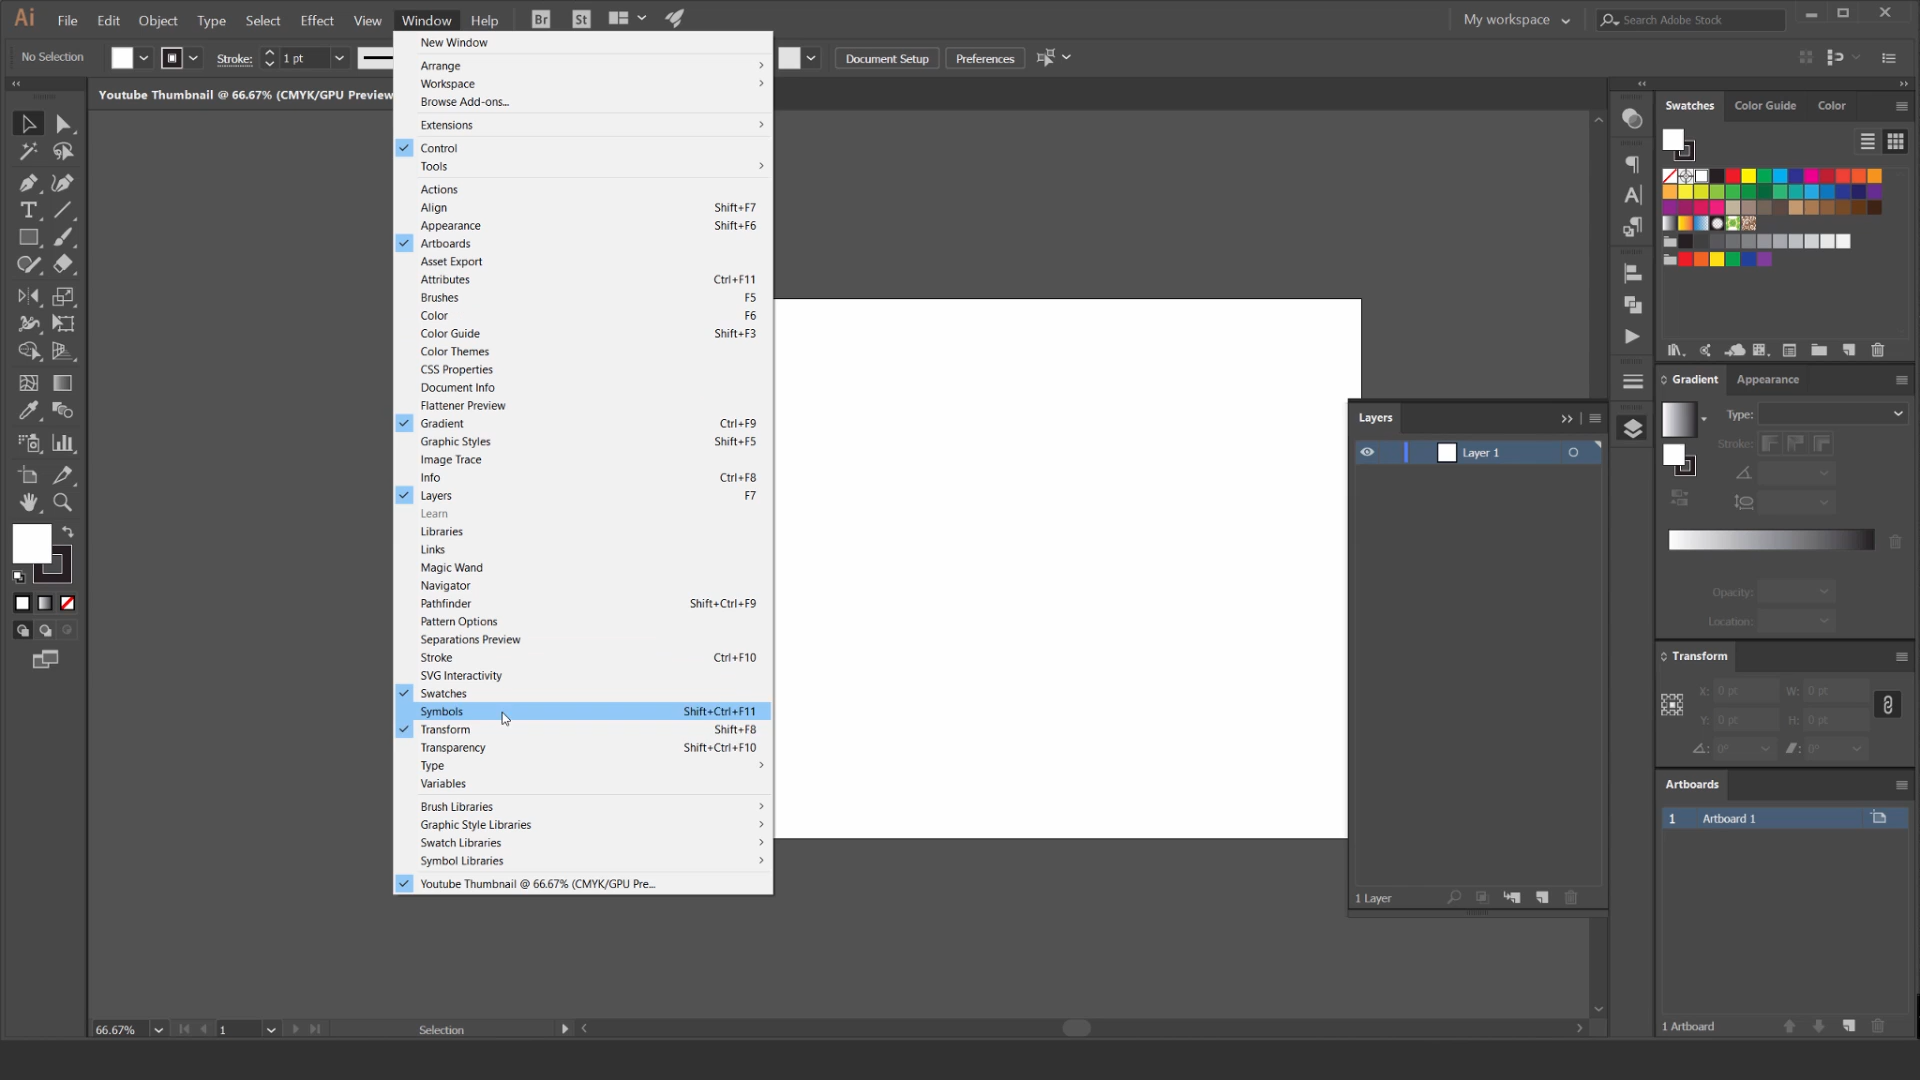 Ai File Edit Object Type Select Effect View Window Help Br St My workspace Search Adobe Stock
No Selection Stroke: 1 pt Document Setup Preferences
Youtube Thumbnail @ 66.67% (CMYK/GPU Preview
New Window
Arrange
Workspace
Browse Add-ons...
Extensions
Control
Tools
Actions
Align Shift+F7
Appearance Shift+F6
Artboards
Asset Export
Attributes Ctrl+F11
Brushes F5
Color F6
Color Guide Shift+F3
Color Themes
CSS Properties
Document Info
Flattener Preview
Gradient Ctrl+F9
Graphic Styles Shift+F5
Image Trace
Info Ctrl+F8
Layers F7
Learn
Libraries
Links
Magic Wand
Navigator
Pathfinder Shift+Ctrl+F9
Pattern Options
Separations Preview
Stroke Ctrl+F10
SVG Interactivity
Swatches
Symbols Shift+Ctrl+F11
Transform Shift+F8
Transparency Shift+Ctrl+F10
Type
Variables
Brush Libraries
Graphic Style Libraries
Swatch Libraries
Symbol Libraries
Youtube Thumbnail @ 66.67% (CMYK/GPU Pre...
Layers
Layer 1
1 Layer
Swatches Color Guide Color
Gradient Appearance
Type:
Stroke:
Opacity:
Location:
Transform
X: 0 pt W: 0 pt
Y: 0 pt H: 0 pt
0° 0°
Artboards
1 Artboard 1
1 Artboard
66.67% 1 Selection